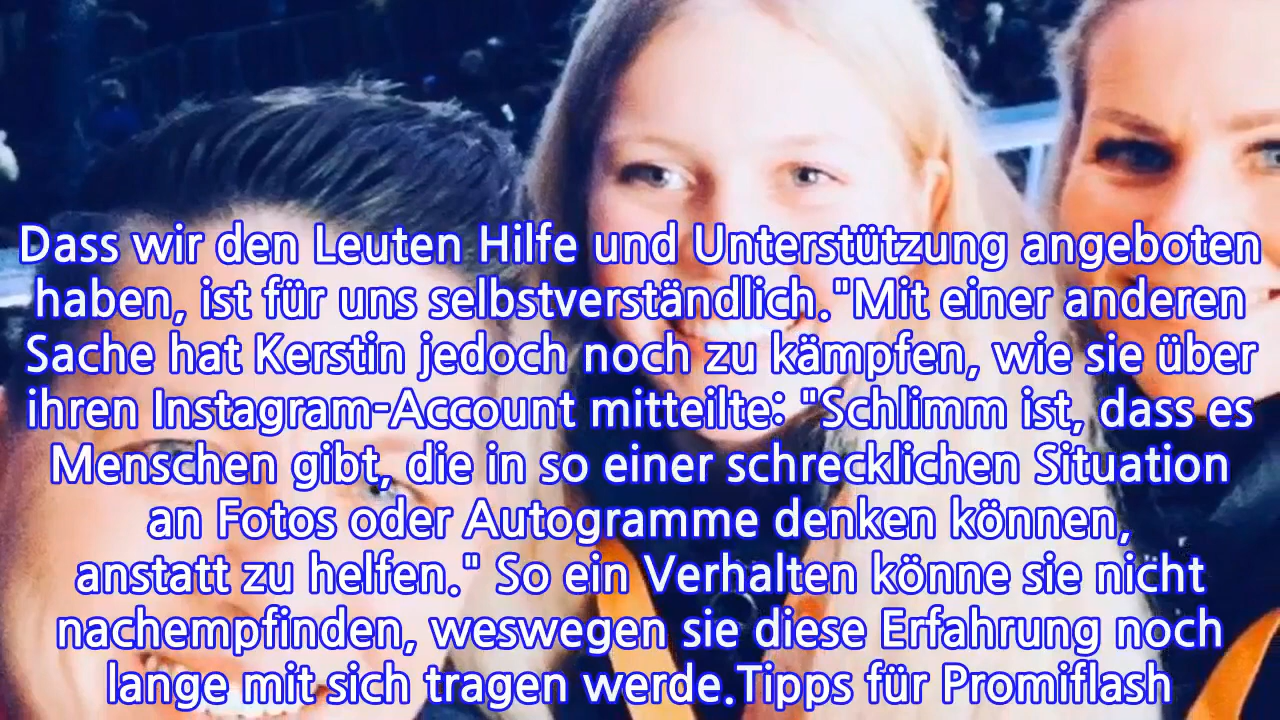 Dass wir den Leuten Hilfe und Unterstützung angeboten
haben, ist für uns selbstverständlich."Mit einer anderen
Sache hat Kerstin jedoch noch zu kämpfen, wie sie über
ihren Instagram-Account mitteilte: "Schlimm ist, dass es
Menschen gibt, die in so einer schrecklichen Situation
an Fotos oder Autogramme denken können,
anstatt zu helfen." So ein Verhalten könne sie nicht
nachempfinden, weswegen sie diese Erfahrung noch
lange mit sich tragen werde.Tipps für Promiflash